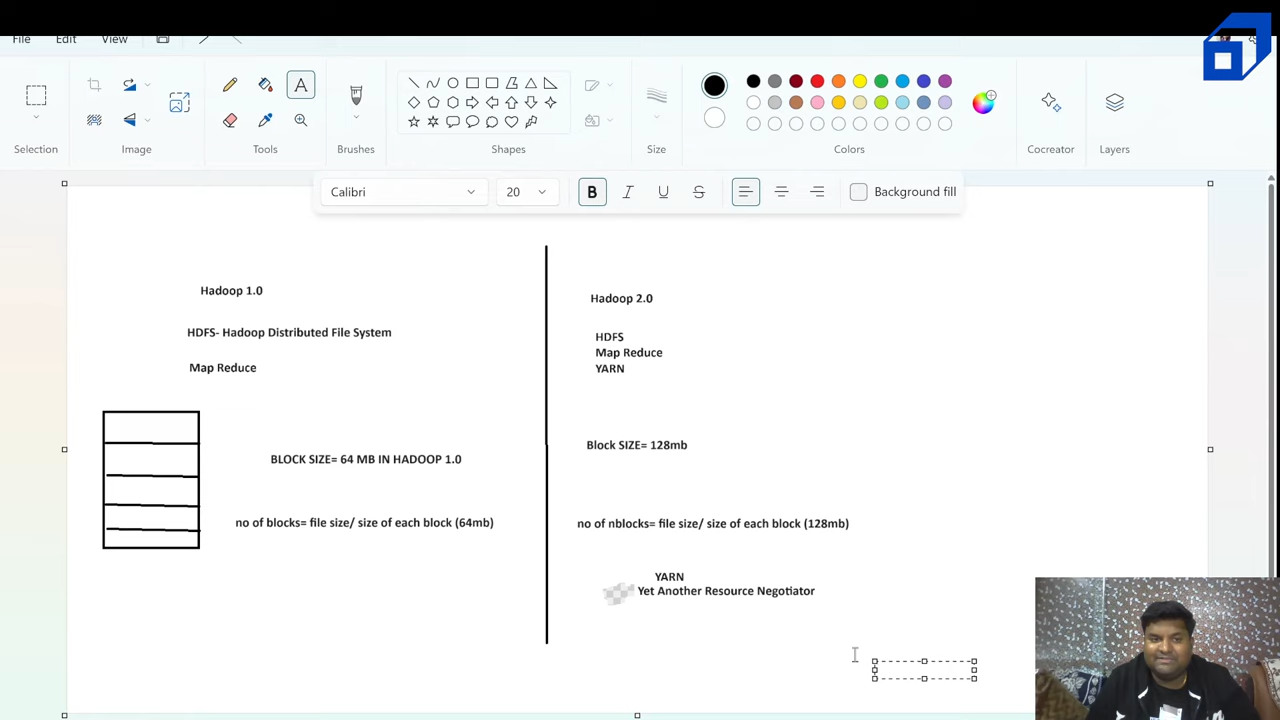 File Edit View
Selection Image Tools Brushes Shapes Size Colors Cocreator Layers
Calibri 20 B I U S Background fill
Hadoop 1.0
HDFS- Hadoop Distributed File System
Map Reduce
BLOCK SIZE= 64 MB IN HADOOP 1.0
no of blocks= file size/ size of each block (64mb)
Hadoop 2.0
HDFS
Map Reduce
YARN
Block SIZE= 128mb
no of nblocks= file size/ size of each block (128mb)
YARN
Yet Another Resource Negotiator